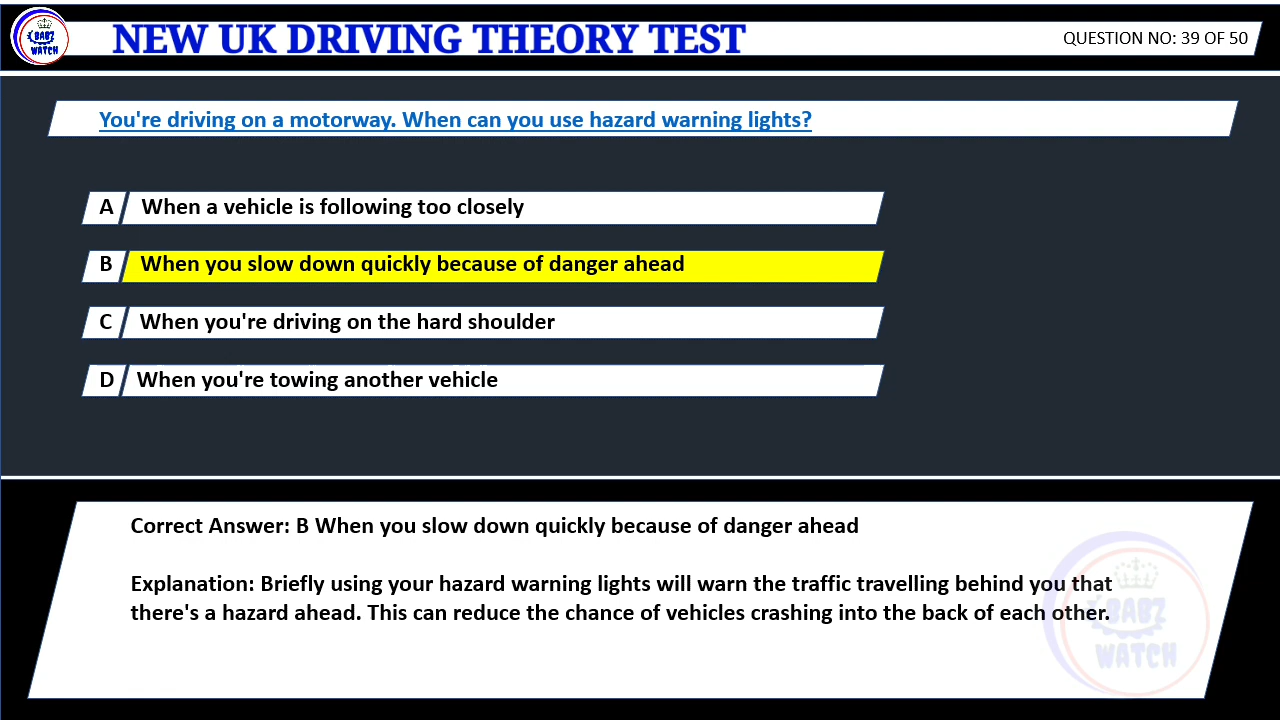 BABZ
WATCH
NEW UK DRIVING THEORY TEST
QUESTION NO: 39 OF 50
You're driving on a motorway. When can you use hazard warning lights?
A When a vehicle is following too closely
B When you slow down quickly because of danger ahead
C When you're driving on the hard shoulder
D When you're towing another vehicle
Correct Answer: B When you slow down quickly because of danger ahead
Explanation: Briefly using your hazard warning lights will warn the traffic travelling behind you that
there's a hazard ahead. This can reduce the chance of vehicles crashing into the back of each other.
BABZ
WATCH